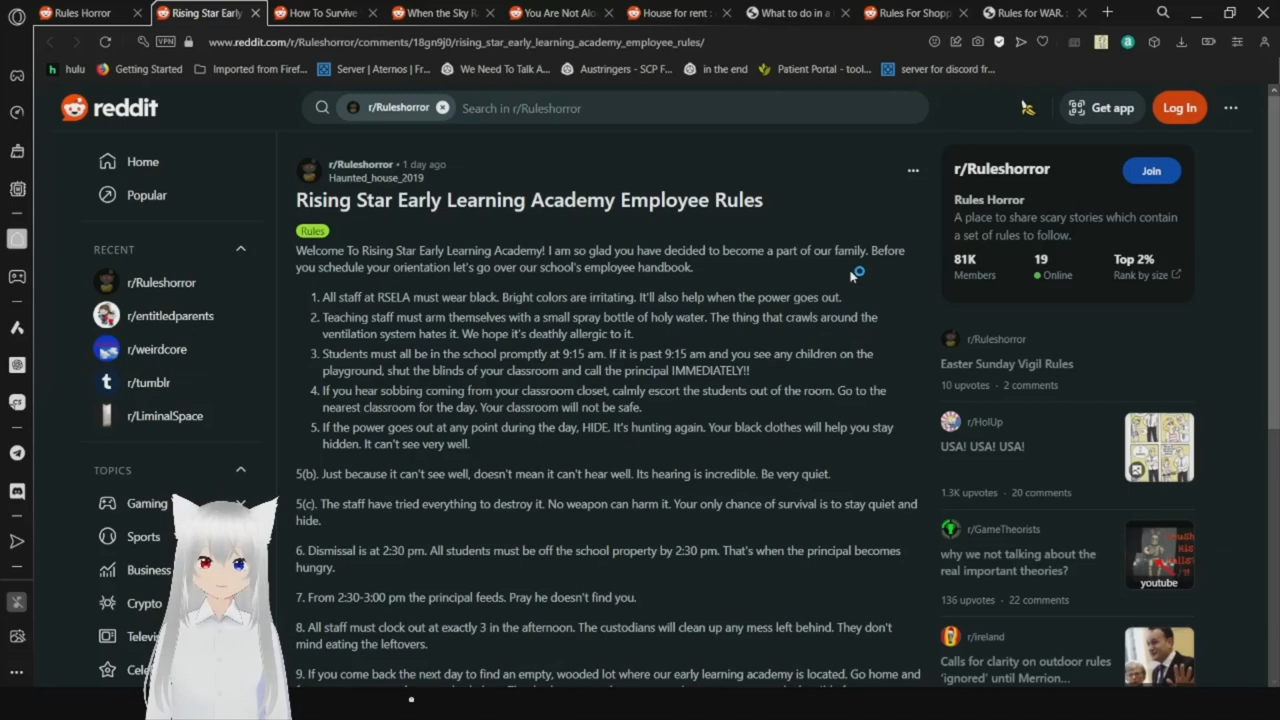 Rules Horror
Rising Star Early
How To Survive
When the Sky R
You Are Not Alo
House for rent
What to do in a
Rules For Shopp
Rules for WAR.
VPN
www.reddit.com/r/Ruleshorror/comments/18gn9j0/rising_star_early_learning_academy_employee_rules/
hulu
Getting Started
Imported from Firef...
Server | Aternos | Fr...
We Need To Talk A...
Austringers - SCP F...
in the end
Patient Portal - tool...
server for discord fr...
reddit
r/Ruleshorror
Search in r/Ruleshorror
Get app
Log In
Home
Popular
RECENT
r/Ruleshorror
r/entitledparents
r/weirdcore
r/tumblr
r/LiminalSpace
TOPICS
Gaming
Sports
Business
Crypto
Televis
Cele
r/Ruleshorror • 1 day ago
Haunted_house_2019
Rising Star Early Learning Academy Employee Rules
Rules
Welcome To Rising Star Early Learning Academy! I am so glad you have decided to become a part of our family. Before
you schedule your orientation let's go over our school's employee handbook.
1. All staff at RSELA must wear black. Bright colors are irritating. It'll also help when the power goes out.
2. Teaching staff must arm themselves with a small spray bottle of holy water. The thing that crawls around the
ventilation system hates it. We hope it's deathly allergic to it.
3. Students must all be in the school promptly at 9:15 am. If it is past 9:15 am and you see any children on the
playground, shut the blinds of your classroom and call the principal IMMEDIATELY!!
4. If you hear sobbing coming from your classroom closet, calmly escort the students out of the room. Go to the
nearest classroom for the day. Your classroom will not be safe.
5. If the power goes out at any point during the day, HIDE. It's hunting again. Your black clothes will help you stay
hidden. It can't see very well.
5(b). Just because it can't see well, doesn't mean it can't hear well. Its hearing is incredible. Be very quiet.
5(c). The staff have tried everything to destroy it. No weapon can harm it. Your only chance of survival is to stay quiet and
hide.
6. Dismissal is at 2:30 pm. All students must be off the school property by 2:30 pm. That's when the principal becomes
hungry.
7. From 2:30-3:00 pm the principal feeds. Pray he doesn't find you.
8. All staff must clock out at exactly 3 in the afternoon. The custodians will clean up any mess left behind. They don't
mind eating the leftovers.
9. If you come back the next day to find an empty, wooded lot where our early learning academy is located. Go home and
r/Ruleshorror
Join
Rules Horror
A place to share scary stories which contain
a set of rules to follow.
81K
19
Top 2%
Members
Online
Rank by size
r/Ruleshorror
Easter Sunday Vigil Rules
10 upvotes • 2 comments
r/HolUp
USA! USA! USA!
1.3K upvotes • 20 comments
r/GameTheorists
why we not talking about the
real important theories?
youtube
136 upvotes • 22 comments
r/ireland
Calls for clarity on outdoor rules
'ignored' until Merrion...